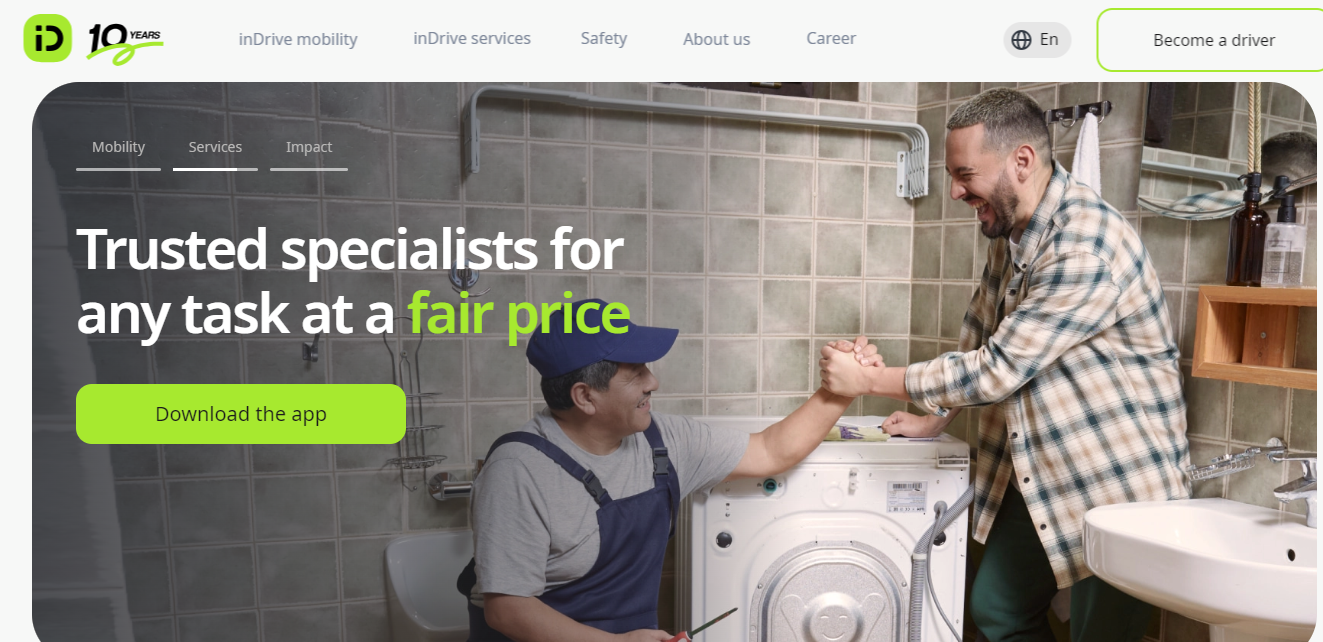 iD
10 YEARS
inDrive mobility
inDrive services
Safety
About us
Career
En
Become a driver
Mobility
Services
Impact
Trusted specialists for
any task at a fair price
Download the app